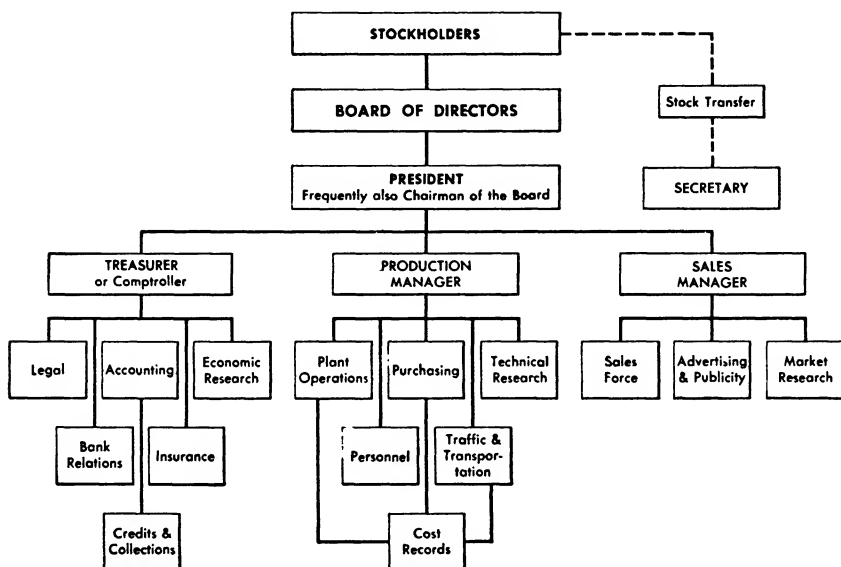 STOCKHOLDERS
BOARD OF DIRECTORS
Stock Transfer
PRESIDENT
Frequently also Chairman of the Board
SECRETARY
TREASURER
or Comptroller
PRODUCTION
MANAGER
SALES
MANAGER
Legal
Accounting
Economic
Research
Plant
Operations
Purchasing
Technical
Research
Sales
Force
Advertising
& Publicity
Market
Research
Bank
Relations
Insurance
Personnel
Traffic &
Transpor-
tation
Credits &
Collections
Cost
Records